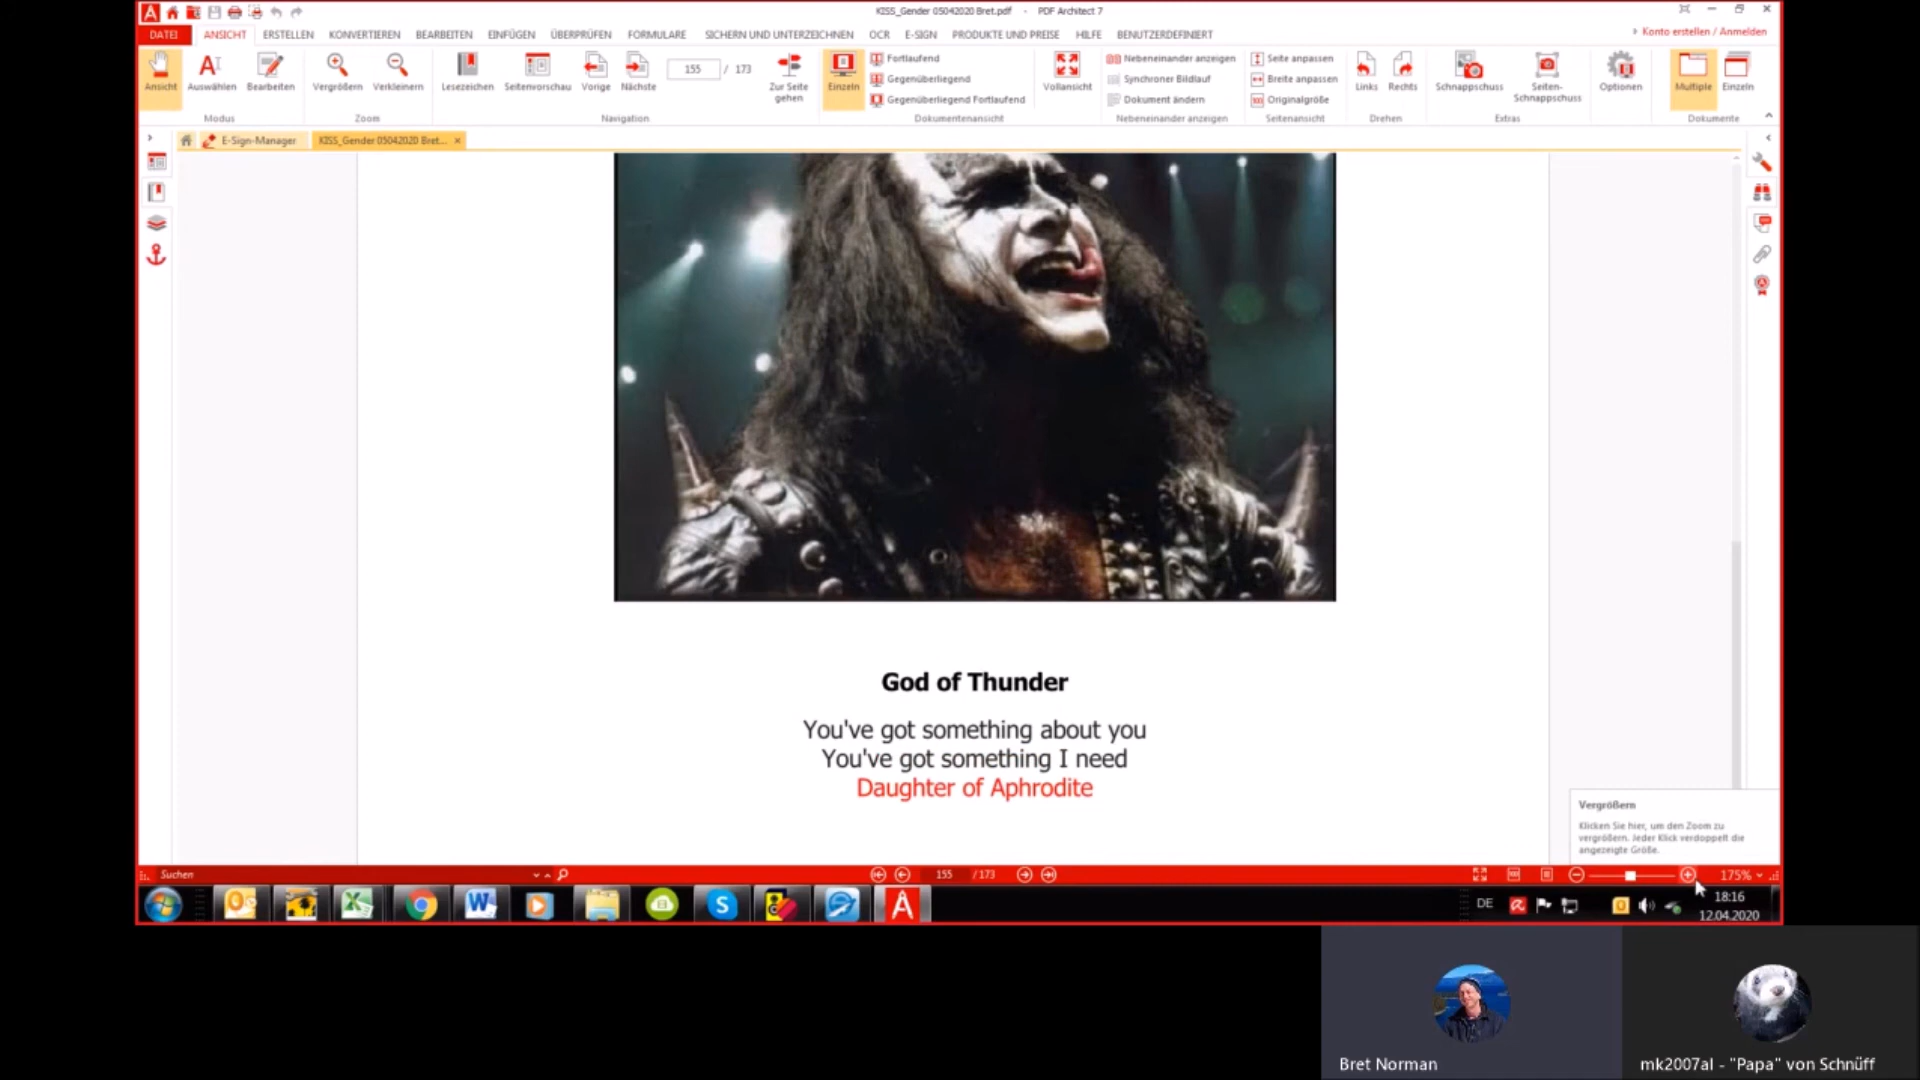 KISS_Gender 05042020 Bret.pdf - PDF Architect 7
DATEI ANSICHT ERSTELLEN KONVERTIEREN BEARBEITEN EINFÜGEN ÜBERPRÜFEN FORMULARE SICHERN UND UNTERZEICHNEN OCR E-SIGN PRODUKTE UND PREISE HILFE BENUTZERDEFINIERT
Konto erstellen / Anmelden
Ansicht Auswählen Bearbeiten
Modus
Vergrößern Verkleinern
Zoom
Lesezeichen Seitenvorschau Vorige Nächste
155 / 173
Zur Seite gehen
Navigation
Einzeln
Fortlaufend
Gegenüberliegend
Gegenüberliegend Fortlaufend
Vollansicht
Dokumentenansicht
Nebeneinander anzeigen
Synchroner Bildlauf
Dokument ändern
Nebeneinander anzeigen
Seite anpassen
Breite anpassen
Originalgröße
Seitenansicht
Links Rechts
Drehen
Schnappschuss Seiten-Schnappschuss Optionen
Extras
Multiple Einzeln
Dokumente
E-Sign-Manager KISS_Gender 05042020 Bret...
God of Thunder
You've got something about you
You've got something I need
Daughter of Aphrodite
Vergrößern
Klicken Sie hier, um den Zoom zu
vergrößern. Jeder Klick verdoppelt die
angezeigte Größe.
Suchen 155 / 173 175%
DE 18:16
12.04.2020
Bret Norman
mk2007al - "Papa" von Schnüff